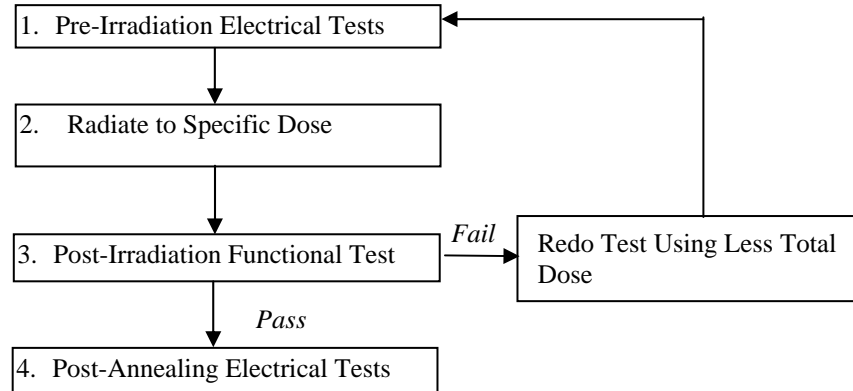 1. Pre-Irradiation Electrical Tests
2. Radiate to Specific Dose
3. Post-Irradiation Functional Test
Fail
Redo Test Using Less Total
Dose
Pass
4. Post-Annealing Electrical Tests